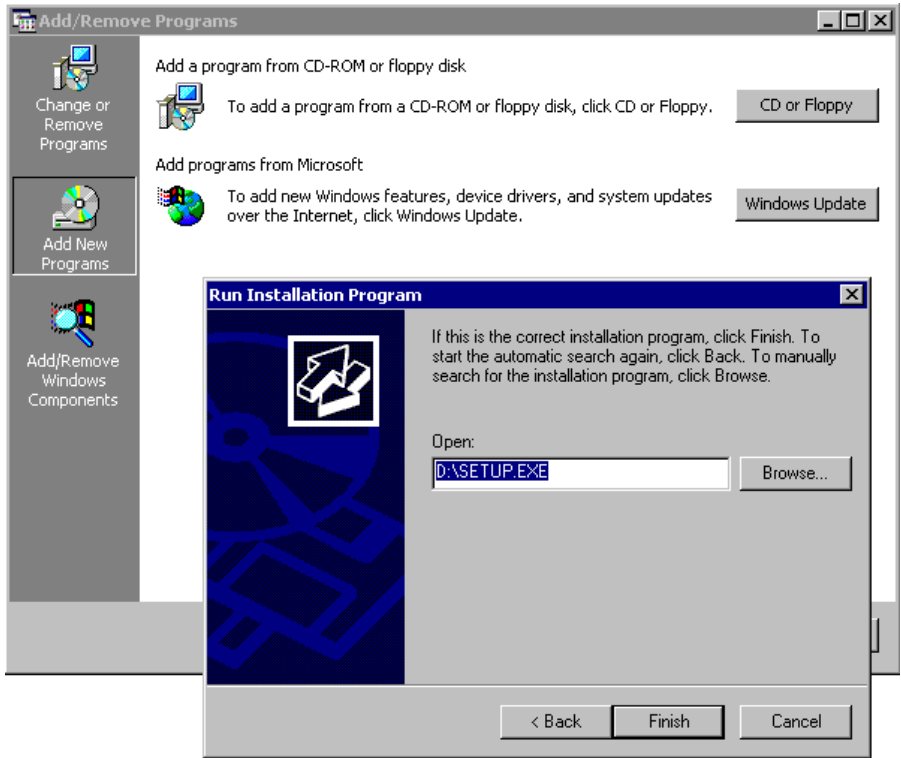 Add/Remove Programs
Change or
Remove
Programs
Add New
Programs
Add/Remove
Windows
Components
Add a program from CD-ROM or floppy disk
To add a program from a CD-ROM or floppy disk, click CD or Floppy.
CD or Floppy
Add programs from Microsoft
To add new Windows features, device drivers, and system updates
over the Internet, click Windows Update.
Windows Update
Run Installation Program
If this is the correct installation program, click Finish. To
start the automatic search again, click Back. To manually
search for the installation program, click Browse.
Open:
D:\SETUP.EXE
Browse...
< Back
Finish
Cancel